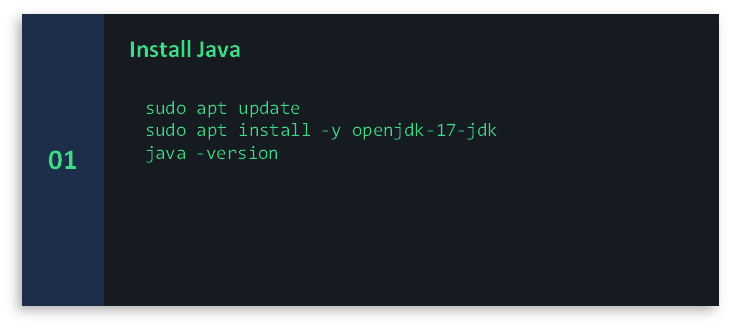 Install Java
sudo apt update
sudo apt install -y openjdk-17-jdk
java -version
01